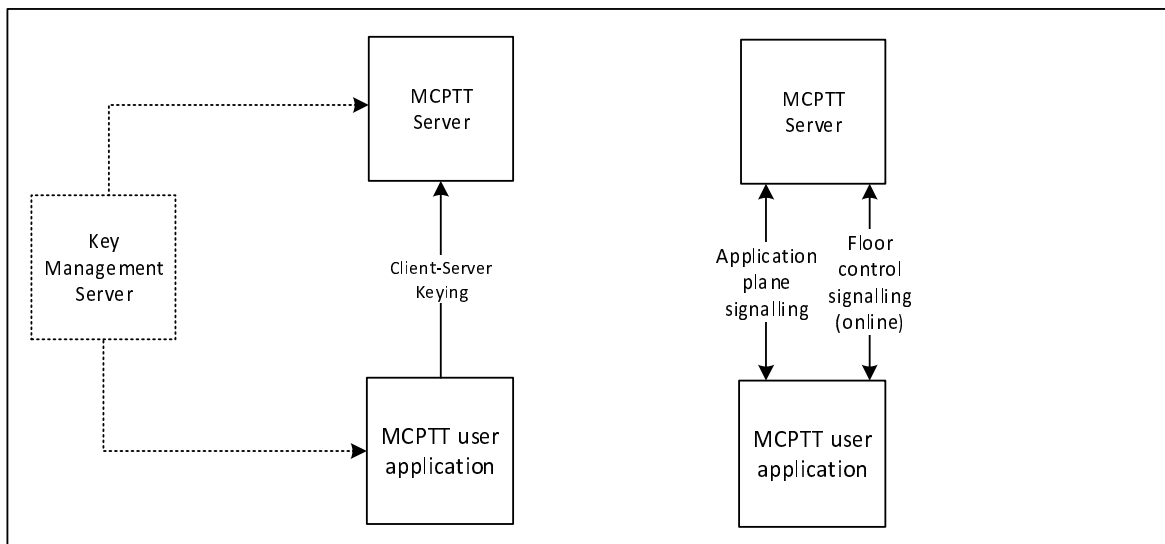 MCPTT
Server
Key
Management
Server
Client-Server
Keying
MCPTT user
application
MCPTT
Server
Application
plane
signalling
Floor
control
signalling
(online)
MCPTT user
application